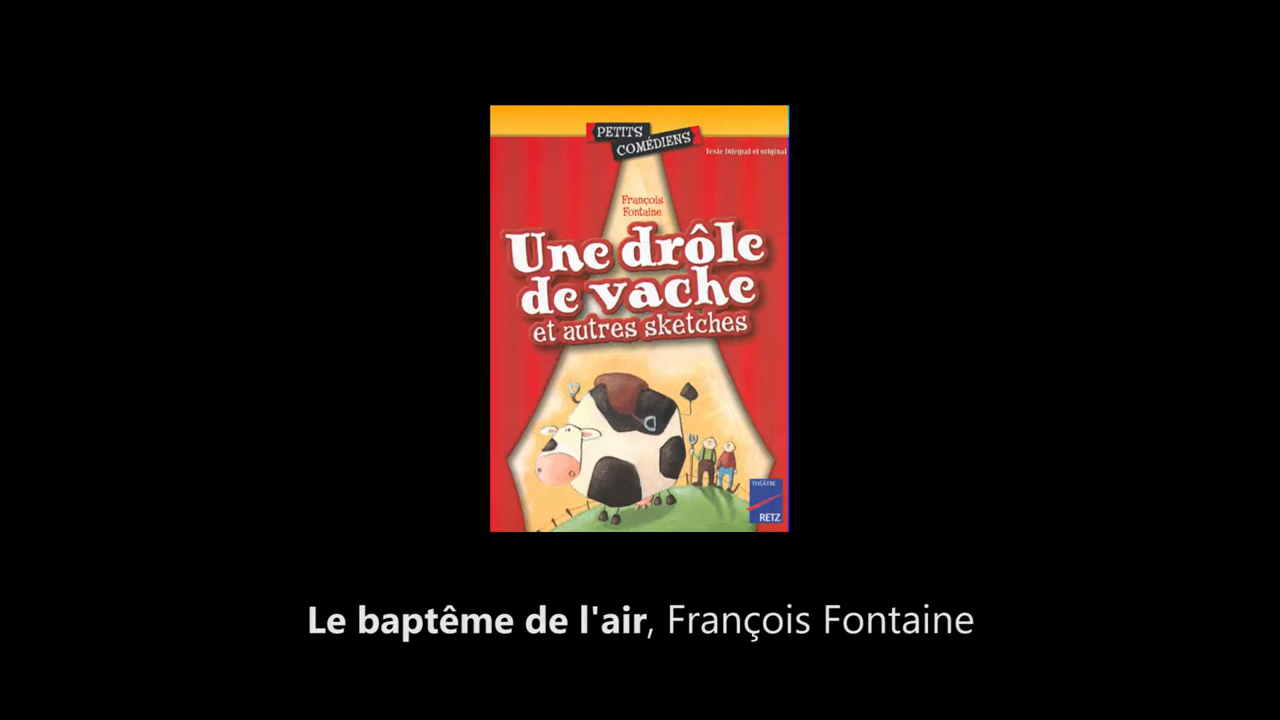 PETITS
COMÉDIENS
Texte intégral et original
François
Fontaine
Une drôle
de vache
et autres sketches
THÉÂTRE
RETZ
Le baptême de l'air, François Fontaine